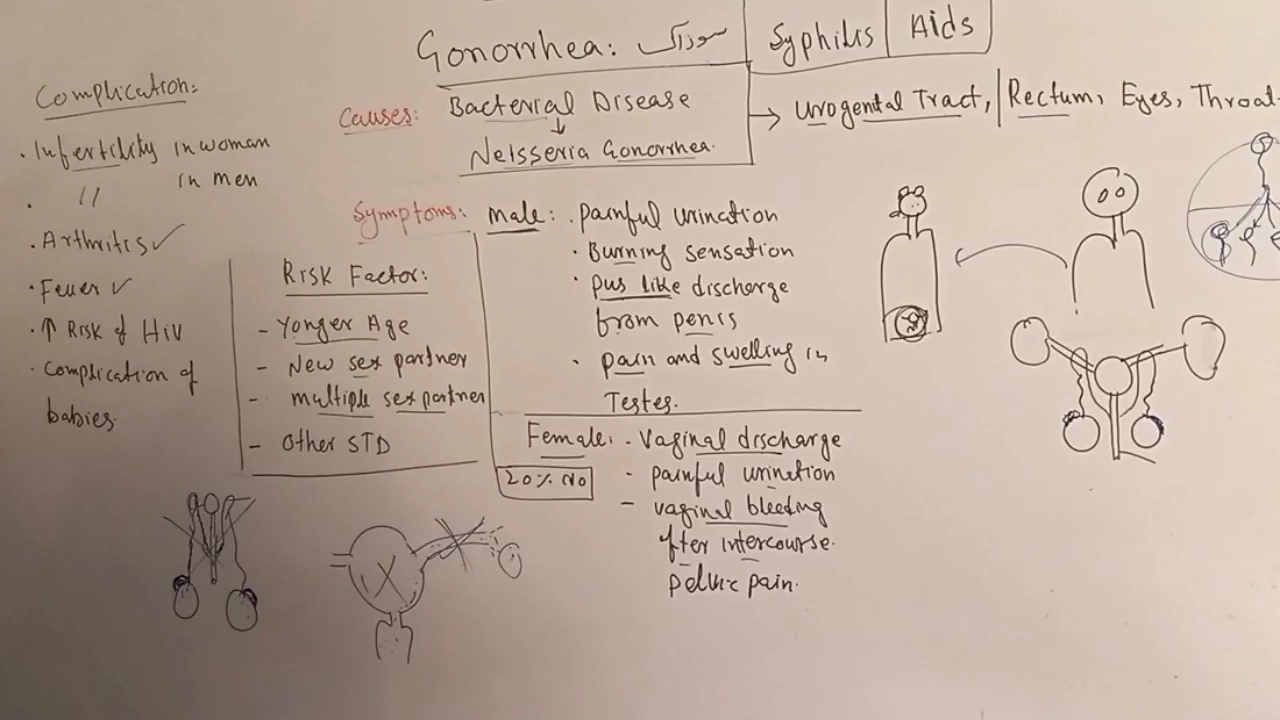 Gonorrhea: سوزاک
Syphilis
Aids
Causes: Bacterial Disease
↓
Neisseria Gonorrhea.
→ Urogental Tract, Rectum, Eyes, Throat
Complication:
. Infertility in woman
. // in men
. Arthritis ✓
. Fever ✓
. ↑ Risk of HIV
. Complication of
babies.
Risk Factor:
- Yonger Age
- New sex partner
- multiple sex partner
- Other STD
Symptoms: Male: . Painful urination
. Burning sensation
. Pus like discharge
from penis
. Pain and swelling in
Testes.
Female: . Vaginal discharge
20% No
- Painful urination
- vaginal bleeding
fter intercourse.
Pelvic pain.